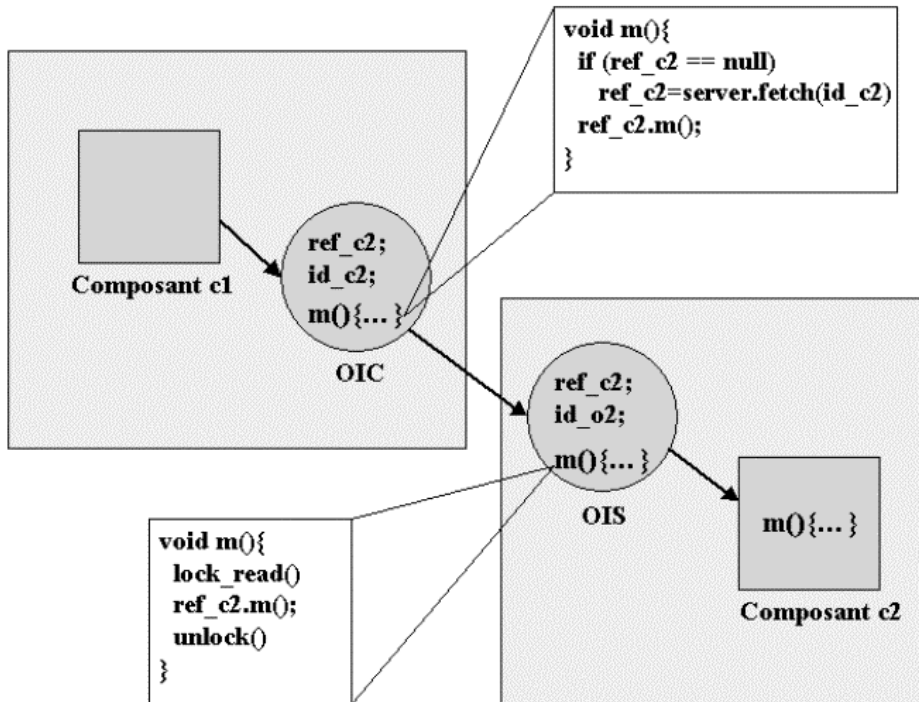 void m(){
if (ref_c2 == null)
ref_c2=server.fetch(id_c2)
ref_c2.m();
}
Composant c1
ref_c2;
id_c2;
m(){... }
OIC
ref_c2;
id_o2;
m(){... }
OIS
m(){... }
Composant c2
void m(){
lock_read()
ref_c2.m();
unlock()
}